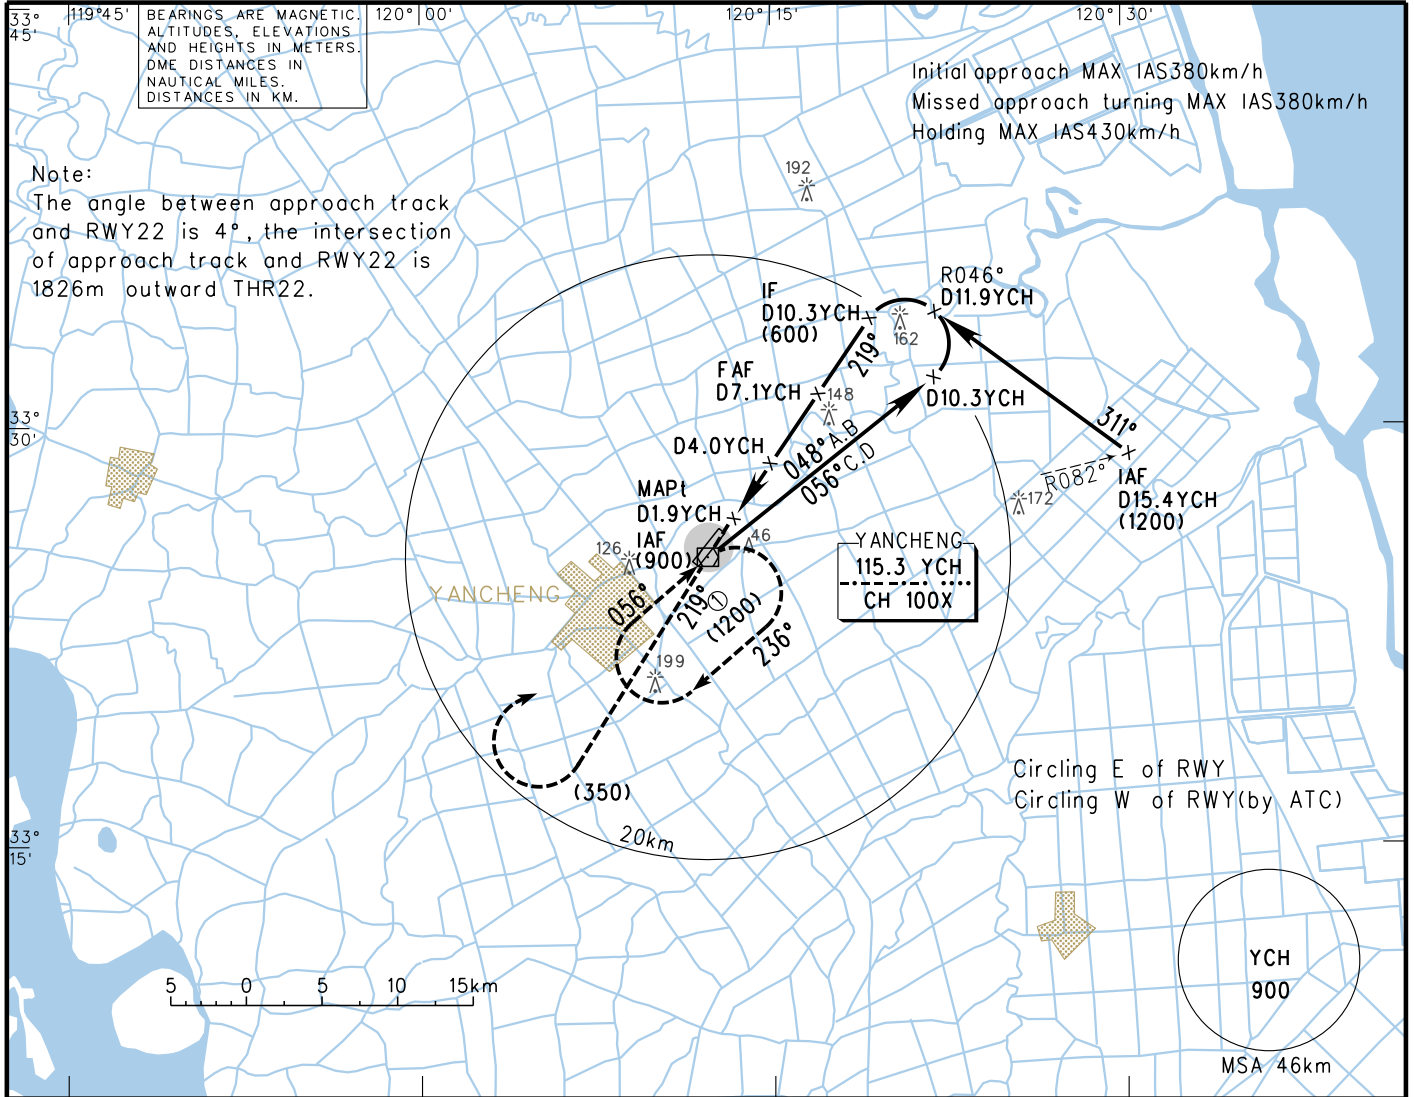 33°
45'
119°45'
120°00'
120°15'
120°30'
BEARINGS ARE MAGNETIC.
ALTITUDES, ELEVATIONS
AND HEIGHTS IN METERS.
DME DISTANCES IN
NAUTICAL MILES.
DISTANCES IN KM.
Initial approach MAX IAS380km/h
Missed approach turning MAX IAS380km/h
Holding MAX IAS430km/h
Note:
The angle between approach track
and RWY22 is 4°, the intersection
of approach track and RWY22 is
1826m outward THR22.
192
R046°
D11.9YCH
IF
D10.3YCH
(600)
162
219°
FAF
D7.1YCH
148
D10.3YCH
33°
30'
311°
D4.0YCH
048° A.B
056° C.D
R082°
IAF
D15.4YCH
(1200)
172
MAPt
D1.9YCH
IAF
(900)
46
126
YANCHENG
115.3 YCH
CH 100X
YANCHENG
056°
219°
①
(1200)
236°
199
(350)
Circling E of RWY
Circling W of RWY(by ATC)
20km
33°
15'
YCH
900
MSA 46km
5 0 5 10 15km